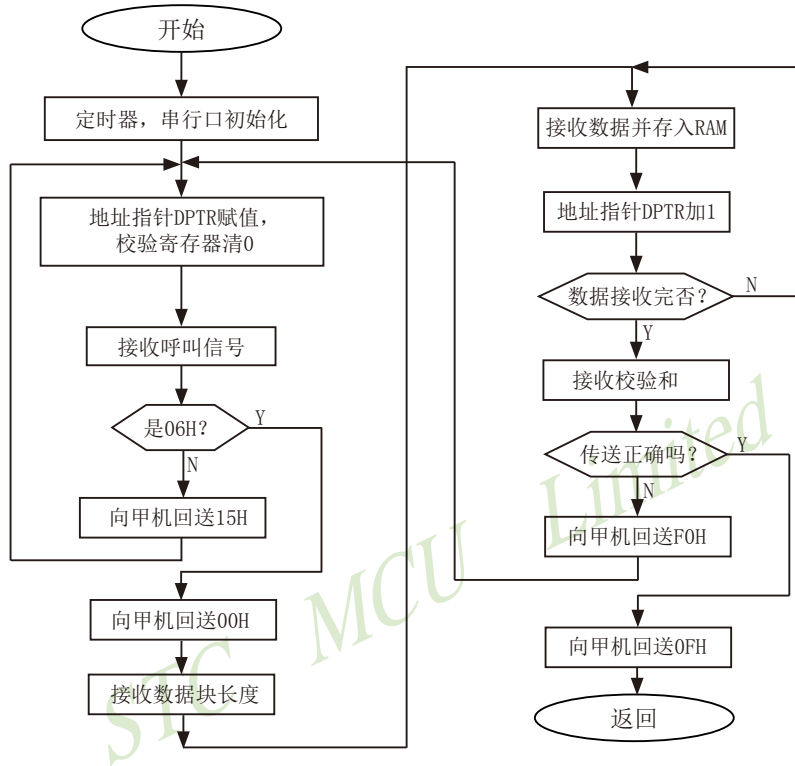 开始
定时器，串行口初始化
地址指针DPTR赋值，
校验寄存器清0
接收呼叫信号
是06H？
Y
N
向甲机回送15H
向甲机回送00H
接收数据块长度
接收数据并存入RAM
地址指针DPTR加1
数据接收完否？
N
Y
接收校验和
传送正确吗？
Y
N
向甲机回送F0H
向甲机回送0FH
返回
STC MCU Limited